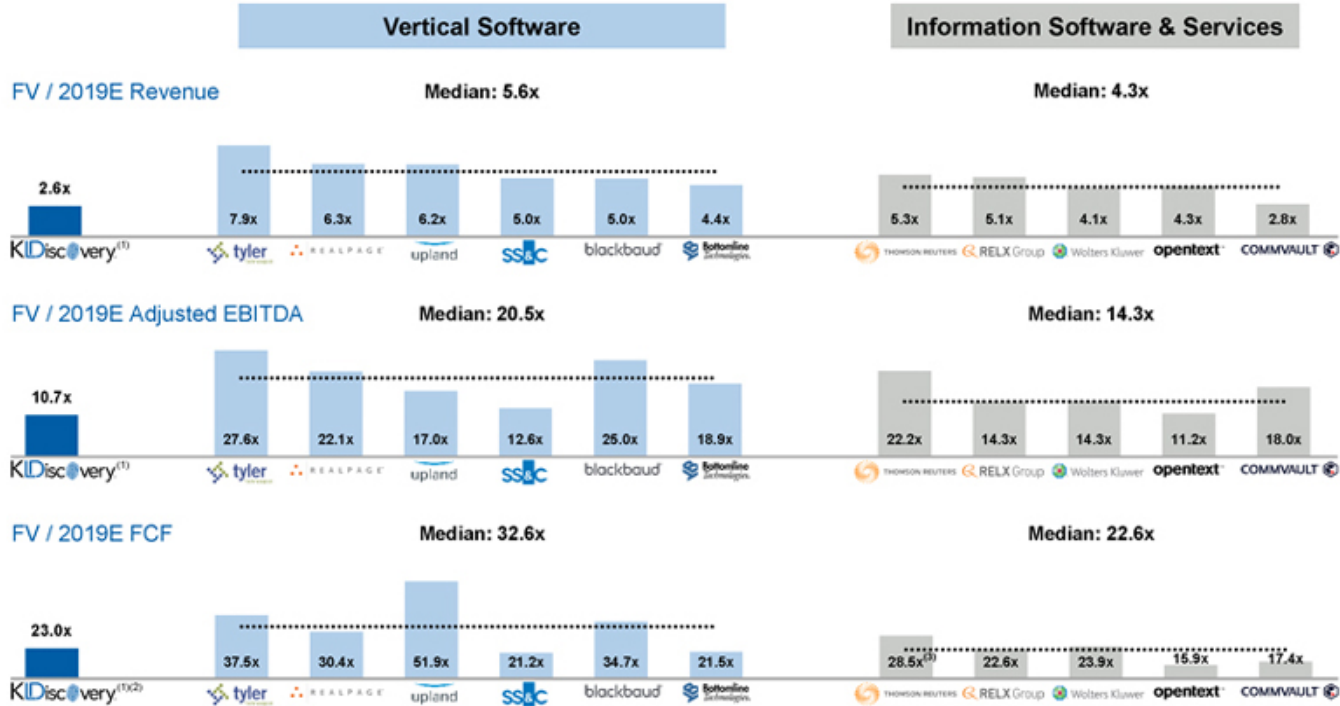 Vertical Software Information Software & Services
FV / 2019E Revenue Median: 5.6x Median: 4.3x
2.6x
7.9x 6.3x 6.2x 5.0x 5.0x 4.4x 5.3x 5.1x 4.1x 4.3x 2.8x
KLDiscovery.(1) tyler REALPAGE upland SS&C blackbaud Bottomline Technologies. THOMSON REUTERS RELX Group Wolters Kluwer opentext COMMVAULT
FV / 2019E Adjusted EBITDA Median: 20.5x Median: 14.3x
10.7x
27.6x 22.1x 17.0x 12.6x 25.0x 18.9x 22.2x 14.3x 14.3x 11.2x 18.0x
KLDiscovery.(1) tyler REALPAGE upland SS&C blackbaud Bottomline Technologies. THOMSON REUTERS RELX Group Wolters Kluwer opentext COMMVAULT
FV / 2019E FCF Median: 32.6x Median: 22.6x
23.0x
37.5x 30.4x 51.9x 21.2x 34.7x 21.5x 28.5x(3) 22.6x 23.9x 15.9x 17.4x
KLDiscovery.(1)(2) tyler REALPAGE upland SS&C blackbaud Bottomline Technologies. THOMSON REUTERS RELX Group Wolters Kluwer opentext COMMVAULT